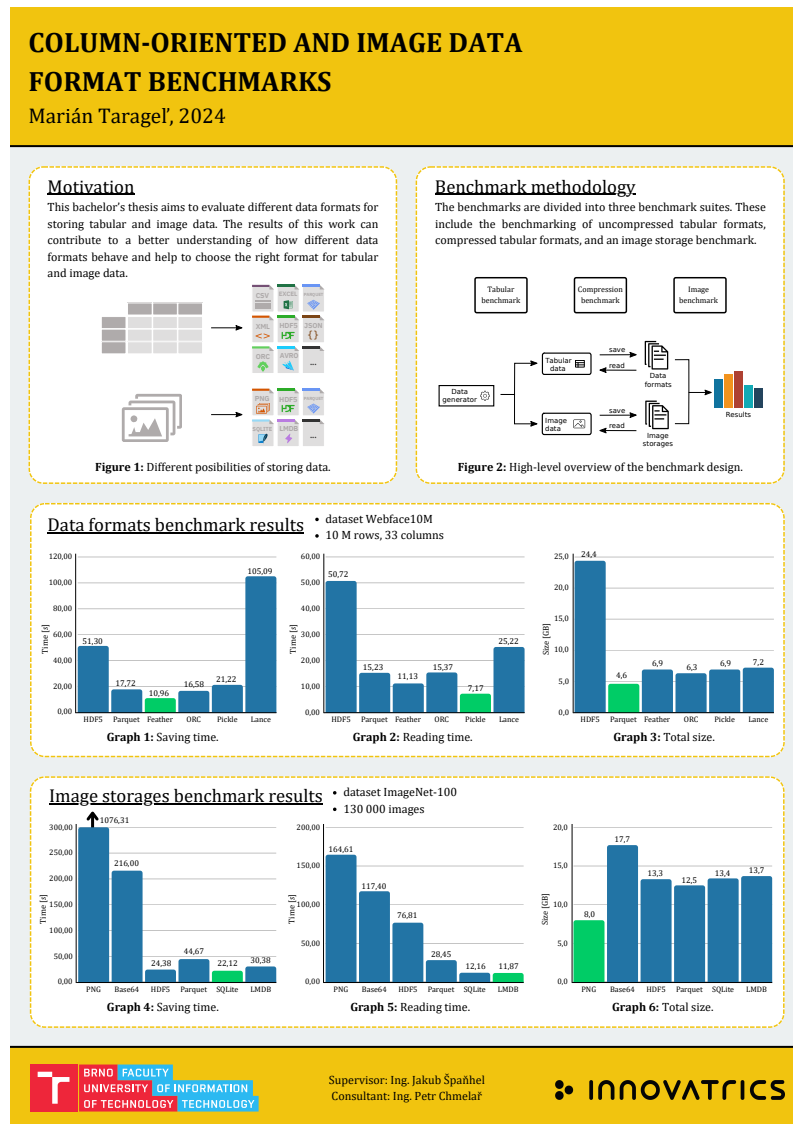 COLUMN-ORIENTED AND IMAGE DATA
FORMAT BENCHMARKS
Marián Tarageľ, 2024
Motivation
This bachelor's thesis aims to evaluate different data formats for
storing tabular and image data. The results of this work can
contribute to a better understanding of how different data
formats behave and help to choose the right format for tabular
and image data.
CSV EXCEL PARQUET
XML HDF5 JSON
ORC AVRO ...
PNG HDF5 PARQUET
SQLITE LMDB ...
Figure 1: Different posibilities of storing data.
Benchmark methodology
The benchmarks are divided into three benchmark suites. These
include the benchmarking of uncompressed tabular formats,
compressed tabular formats, and an image storage benchmark.
Tabular
benchmark
Compression
benchmark
Image
benchmark
Data
generator
Tabular
data
save
read
Data
formats
Image
data
save
read
Image
storages
Results
Figure 2: High-level overview of the benchmark design.
Data formats benchmark results
• dataset Webface10M
• 10 M rows, 33 columns
120,00
100,00
80,00
60,00
40,00
20,00
0,00
Time [s]
51,30 17,72 10,96 16,58 21,22 105,09
HDF5 Parquet Feather ORC Pickle Lance
Graph 1: Saving time.
60,00
50,00
40,00
30,00
20,00
10,00
0,00
Time [s]
50,72 15,23 11,13 15,37 7,17 25,22
HDF5 Parquet Feather ORC Pickle Lance
Graph 2: Reading time.
25,0
20,0
15,0
10,0
5,0
0,0
Size [GB]
24,4 4,6 6,9 6,3 6,9 7,2
HDF5 Parquet Feather ORC Pickle Lance
Graph 3: Total size.
Image storages benchmark results
• dataset ImageNet-100
• 130 000 images
300,00
250,00
200,00
150,00
100,00
50,00
0,00
Time [s]
1076,31 216,00 24,38 44,67 22,12 30,38
PNG Base64 HDF5 Parquet SQLite LMDB
Graph 4: Saving time.
200,00
150,00
100,00
50,00
0,00
Time [s]
164,61 117,40 76,81 28,45 12,16 11,87
PNG Base64 HDF5 Parquet SQLite LMDB
Graph 5: Reading time.
20,0
15,0
10,0
5,0
0,0
Size [GB]
8,0 17,7 13,3 12,5 13,4 13,7
PNG Base64 HDF5 Parquet SQLite LMDB
Graph 6: Total size.
T
BRNO FACULTY
UNIVERSITY OF INFORMATION
OF TECHNOLOGY TECHNOLOGY
Supervisor: Ing. Jakub Špaňhel
Consultant: Ing. Petr Chmelař
INNOVATRICS